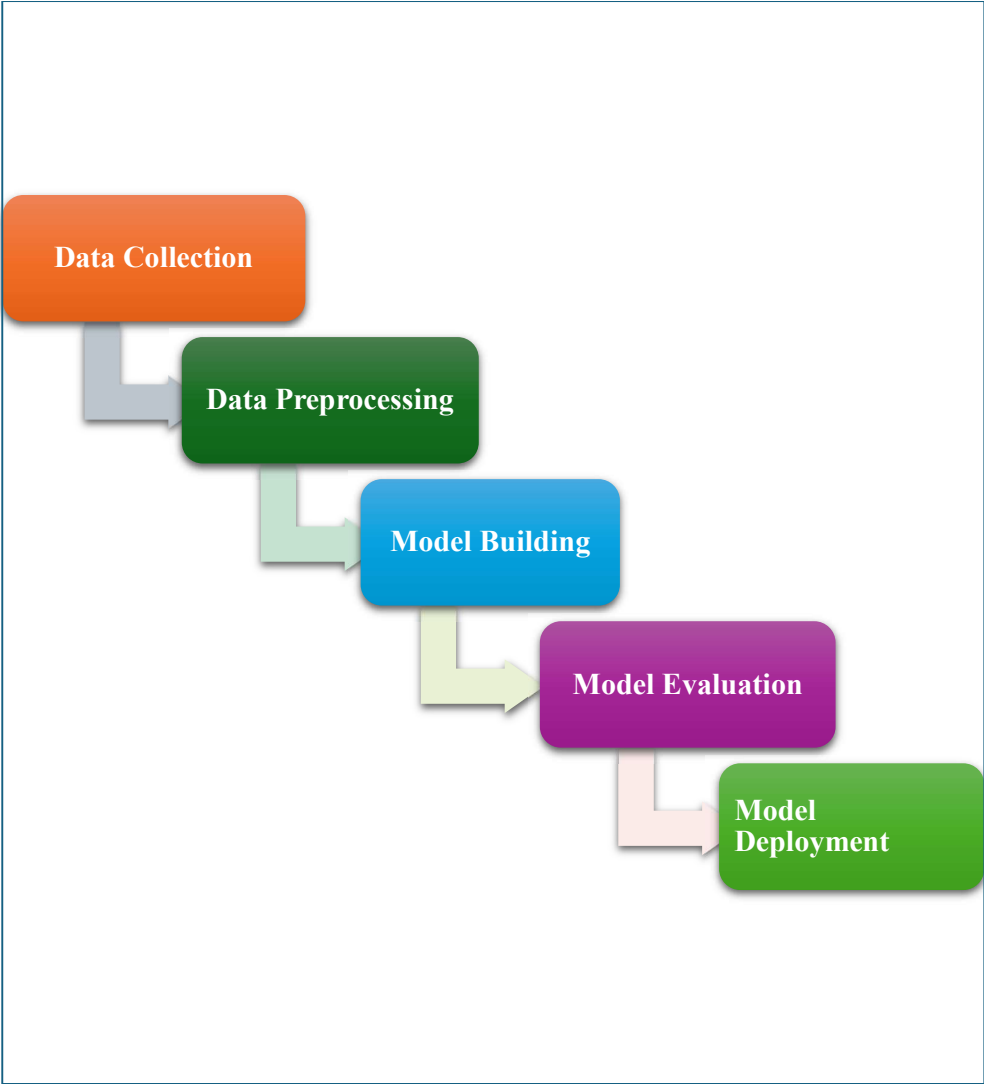 Data Collection
Data Preprocessing
Model Building
Model Evaluation
Model
Deployment